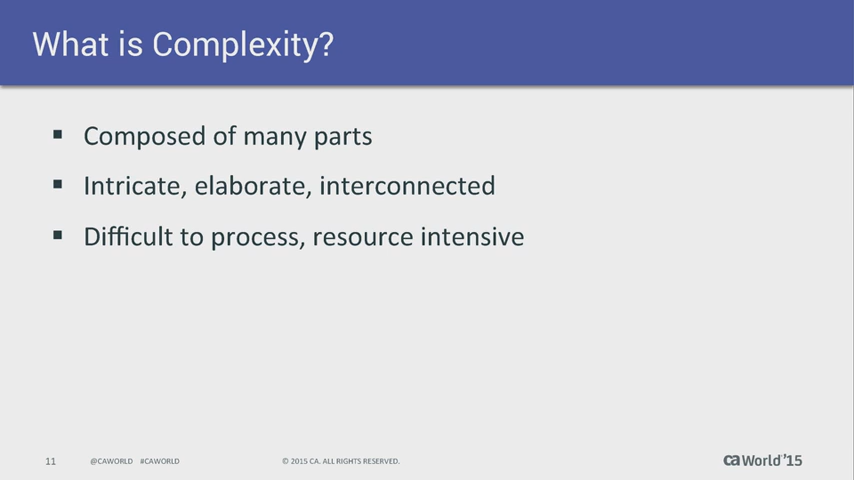 What is Complexity?
▪ Composed of many parts
▪ Intricate, elaborate, interconnected
▪ Difficult to process, resource intensive
11 @CAWORLD #CAWORLD © 2015 CA. ALL RIGHTS RESERVED. ca World '15